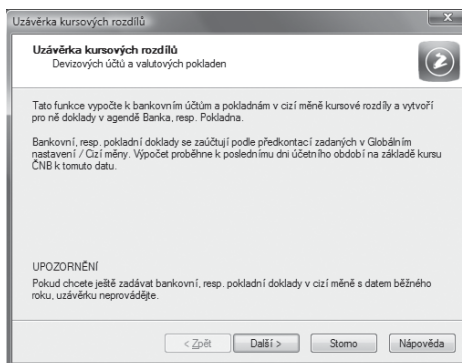 Uzávěrka kursových rozdílů
Uzávěrka kursových rozdílů
Devizových účtů a valutových pokladen
Tato funkce vypočte k bankovním účtům a pokladnám v cizí měně kursové rozdíly a vytvoří
pro ně doklady v agendě Banka, resp. Pokladna.
Bankovní, resp. pokladní doklady se zaúčtují podle předkontací zadaných v Globálním
nastavení / Cizí měny. Výpočet proběhne k poslednímu dni účetního období na základě kursu
ČNB k tomuto datu.
UPOZORNĚNÍ
Pokud chcete ještě zadávat bankovní, resp. pokladní doklady v cizí měně s datem běžného
roku, uzávěrku neprovádějte.
< Zpět Další > Storno Nápověda